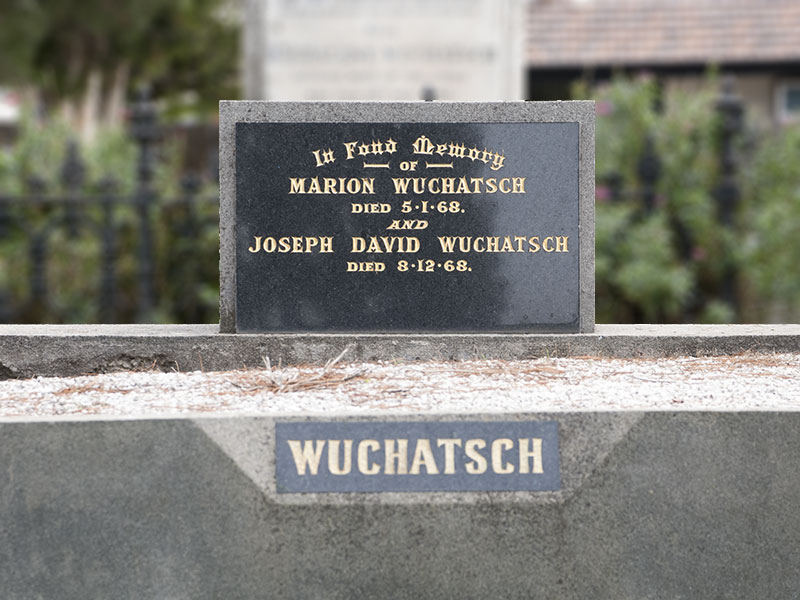 In Fond Memory
OF
MARION WUCHATSCH
DIED 5·1·68.
AND
JOSEPH DAVID WUCHATSCH
DIED 8·12·68.
WUCHATSCH